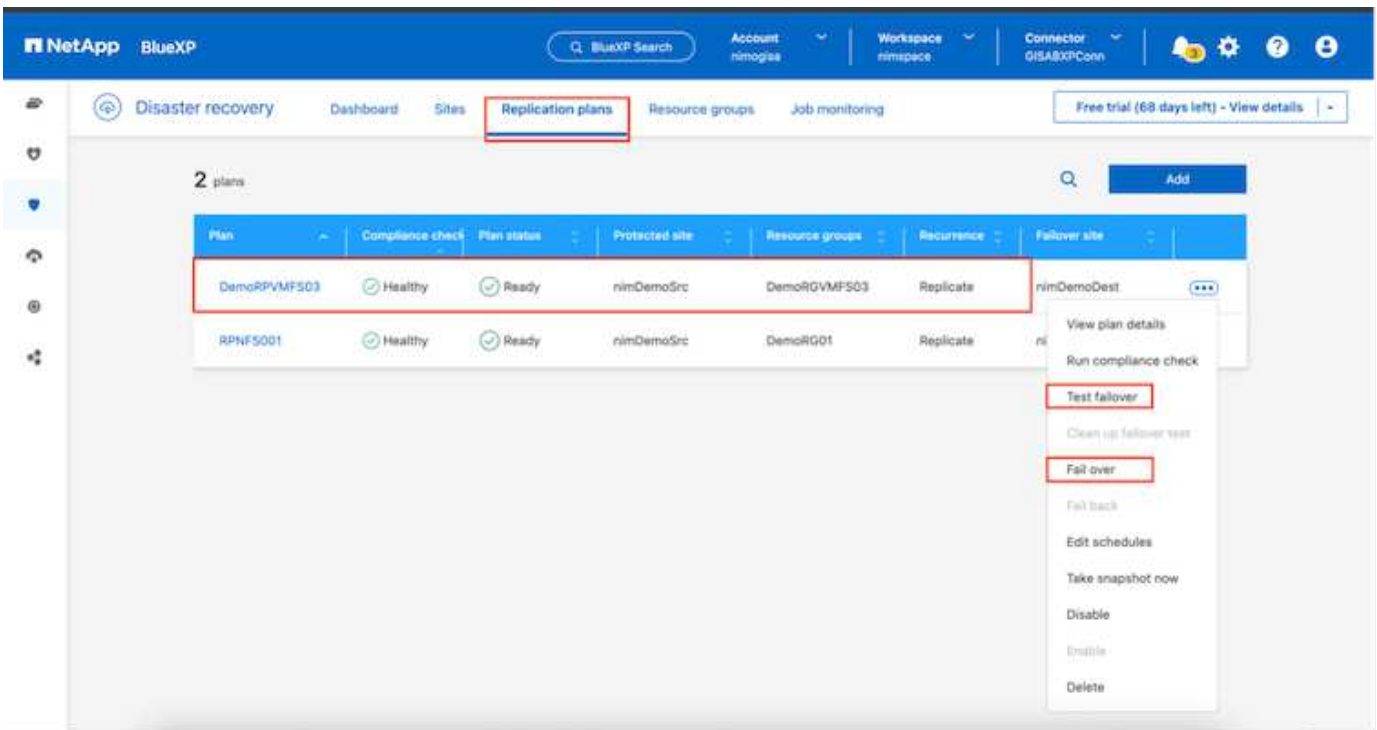 NetApp BlueXP BlueXP Search Account nimogisa Workspace nimspace Connector GISABXPConn 3
Disaster recovery Dashboard Sites Replication plans Resource groups Job monitoring Free trial (68 days left) - View details
2 plans Add
Plan Compliance check Plan status Protected site Resource groups Recurrence Failover site
DemoRPVMFS03 Healthy Ready nimDemoSrc DemoRGVMFS03 Replicate nimDemoDest
RPNFS001 Healthy Ready nimDemoSrc DemoRG01 Replicate ni
View plan details
Run compliance check
Test failover
Clean up failover test
Fail over
Fail back
Edit schedules
Take snapshot now
Disable
Enable
Delete